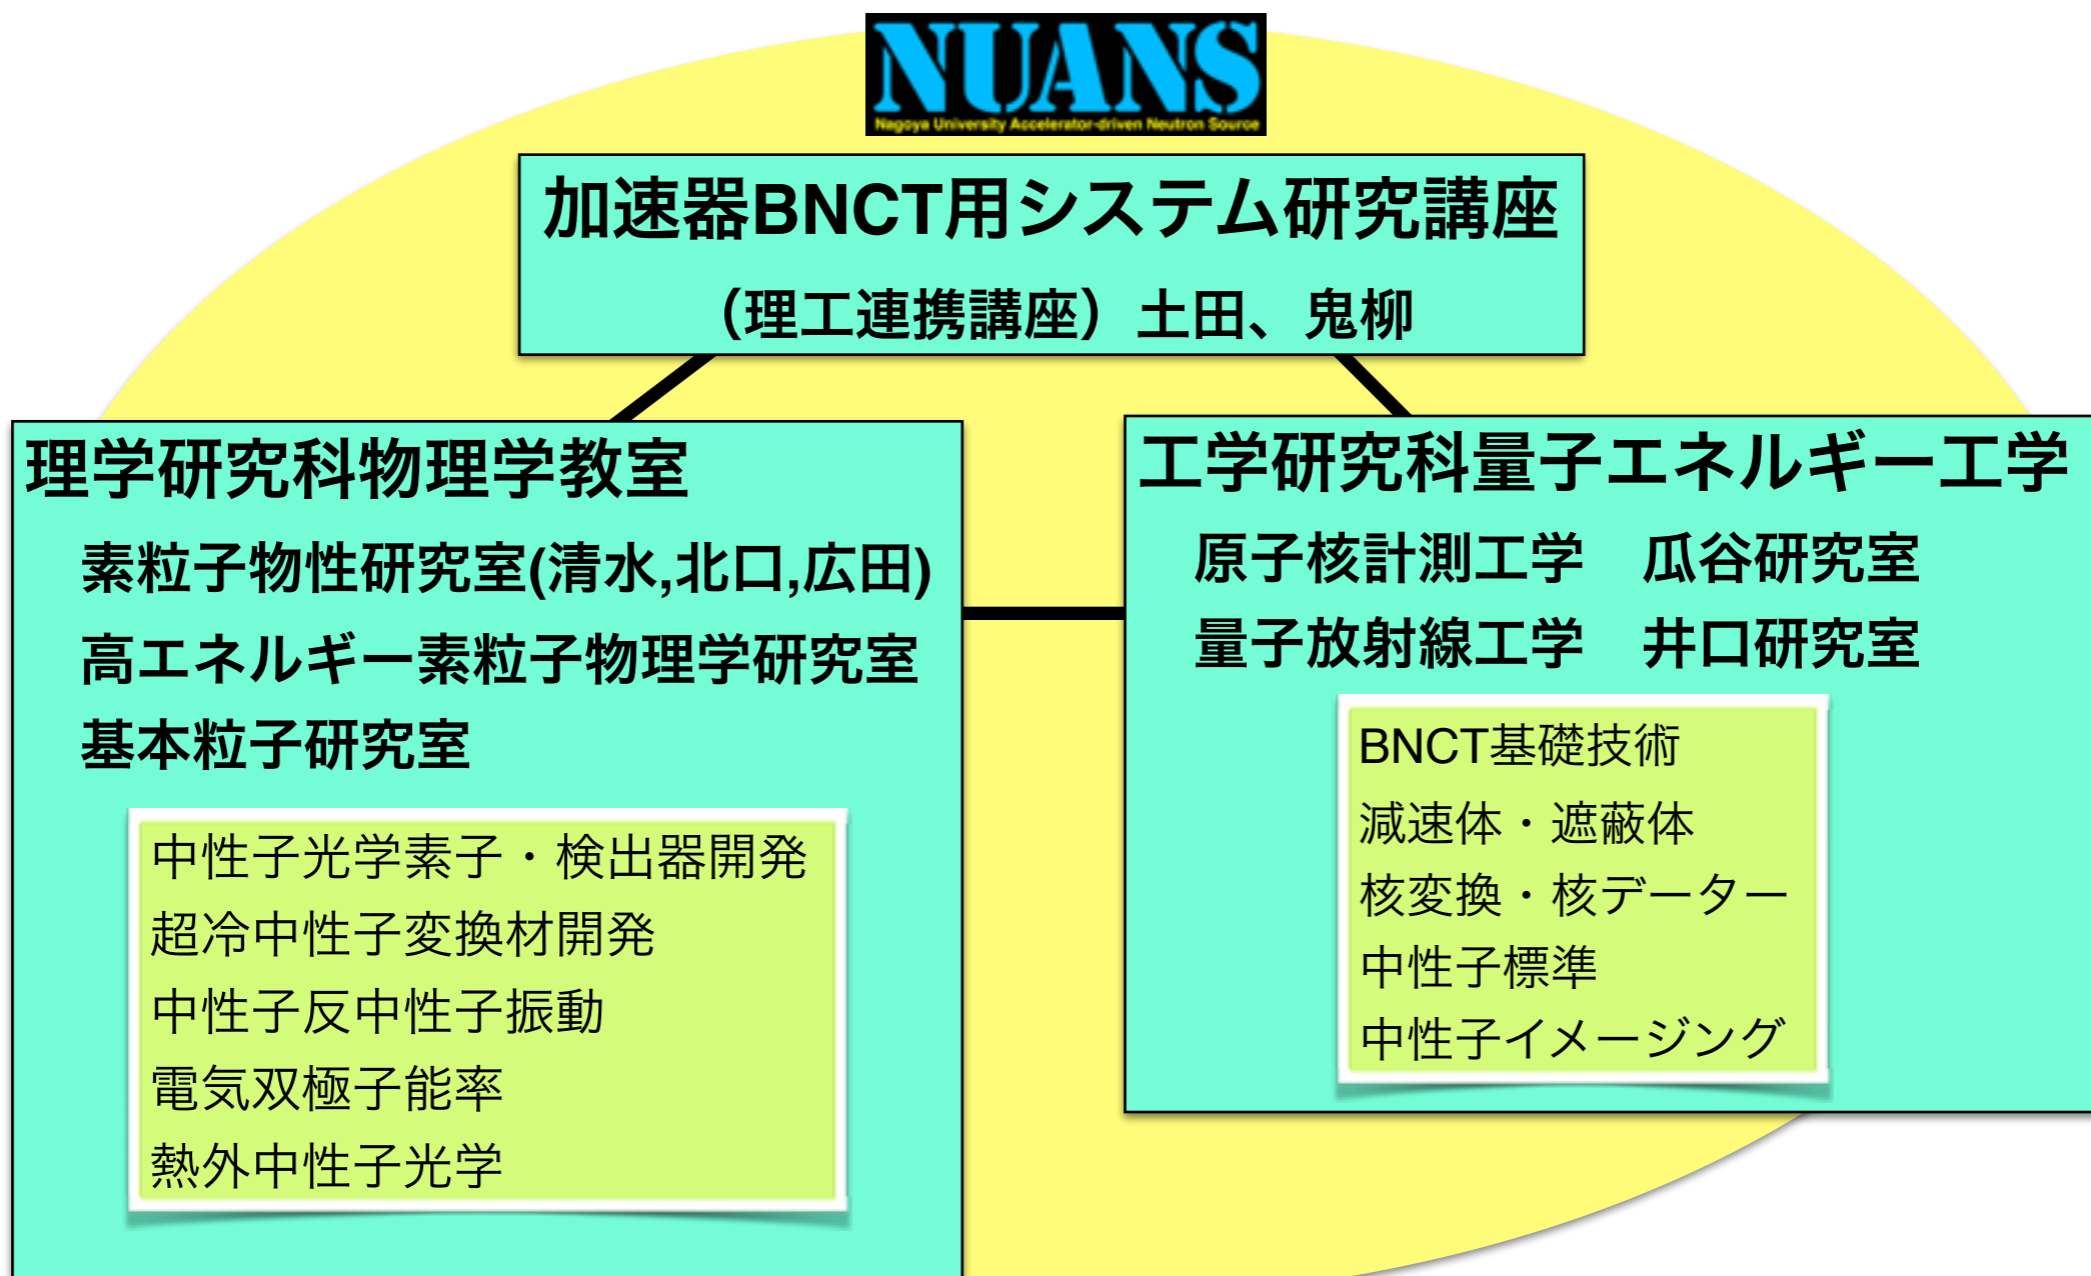 NUANS
Nagoya University Accelerator-driven Neutron Source
加速器BNCT用システム研究講座
（理工連携講座）土田、鬼柳
理学研究科物理学教室
素粒子物性研究室(清水,北口,広田)
高エネルギー素粒子物理学研究室
基本粒子研究室
中性子光学素子・検出器開発
超冷中性子変換材開発
中性子反中性子振動
電気双極子能率
熱外中性子光学
工学研究科量子エネルギー工学
原子核計測工学　瓜谷研究室
量子放射線工学　井口研究室
BNCT基礎技術
減速体・遮蔽体
核変換・核データー
中性子標準
中性子イメージング